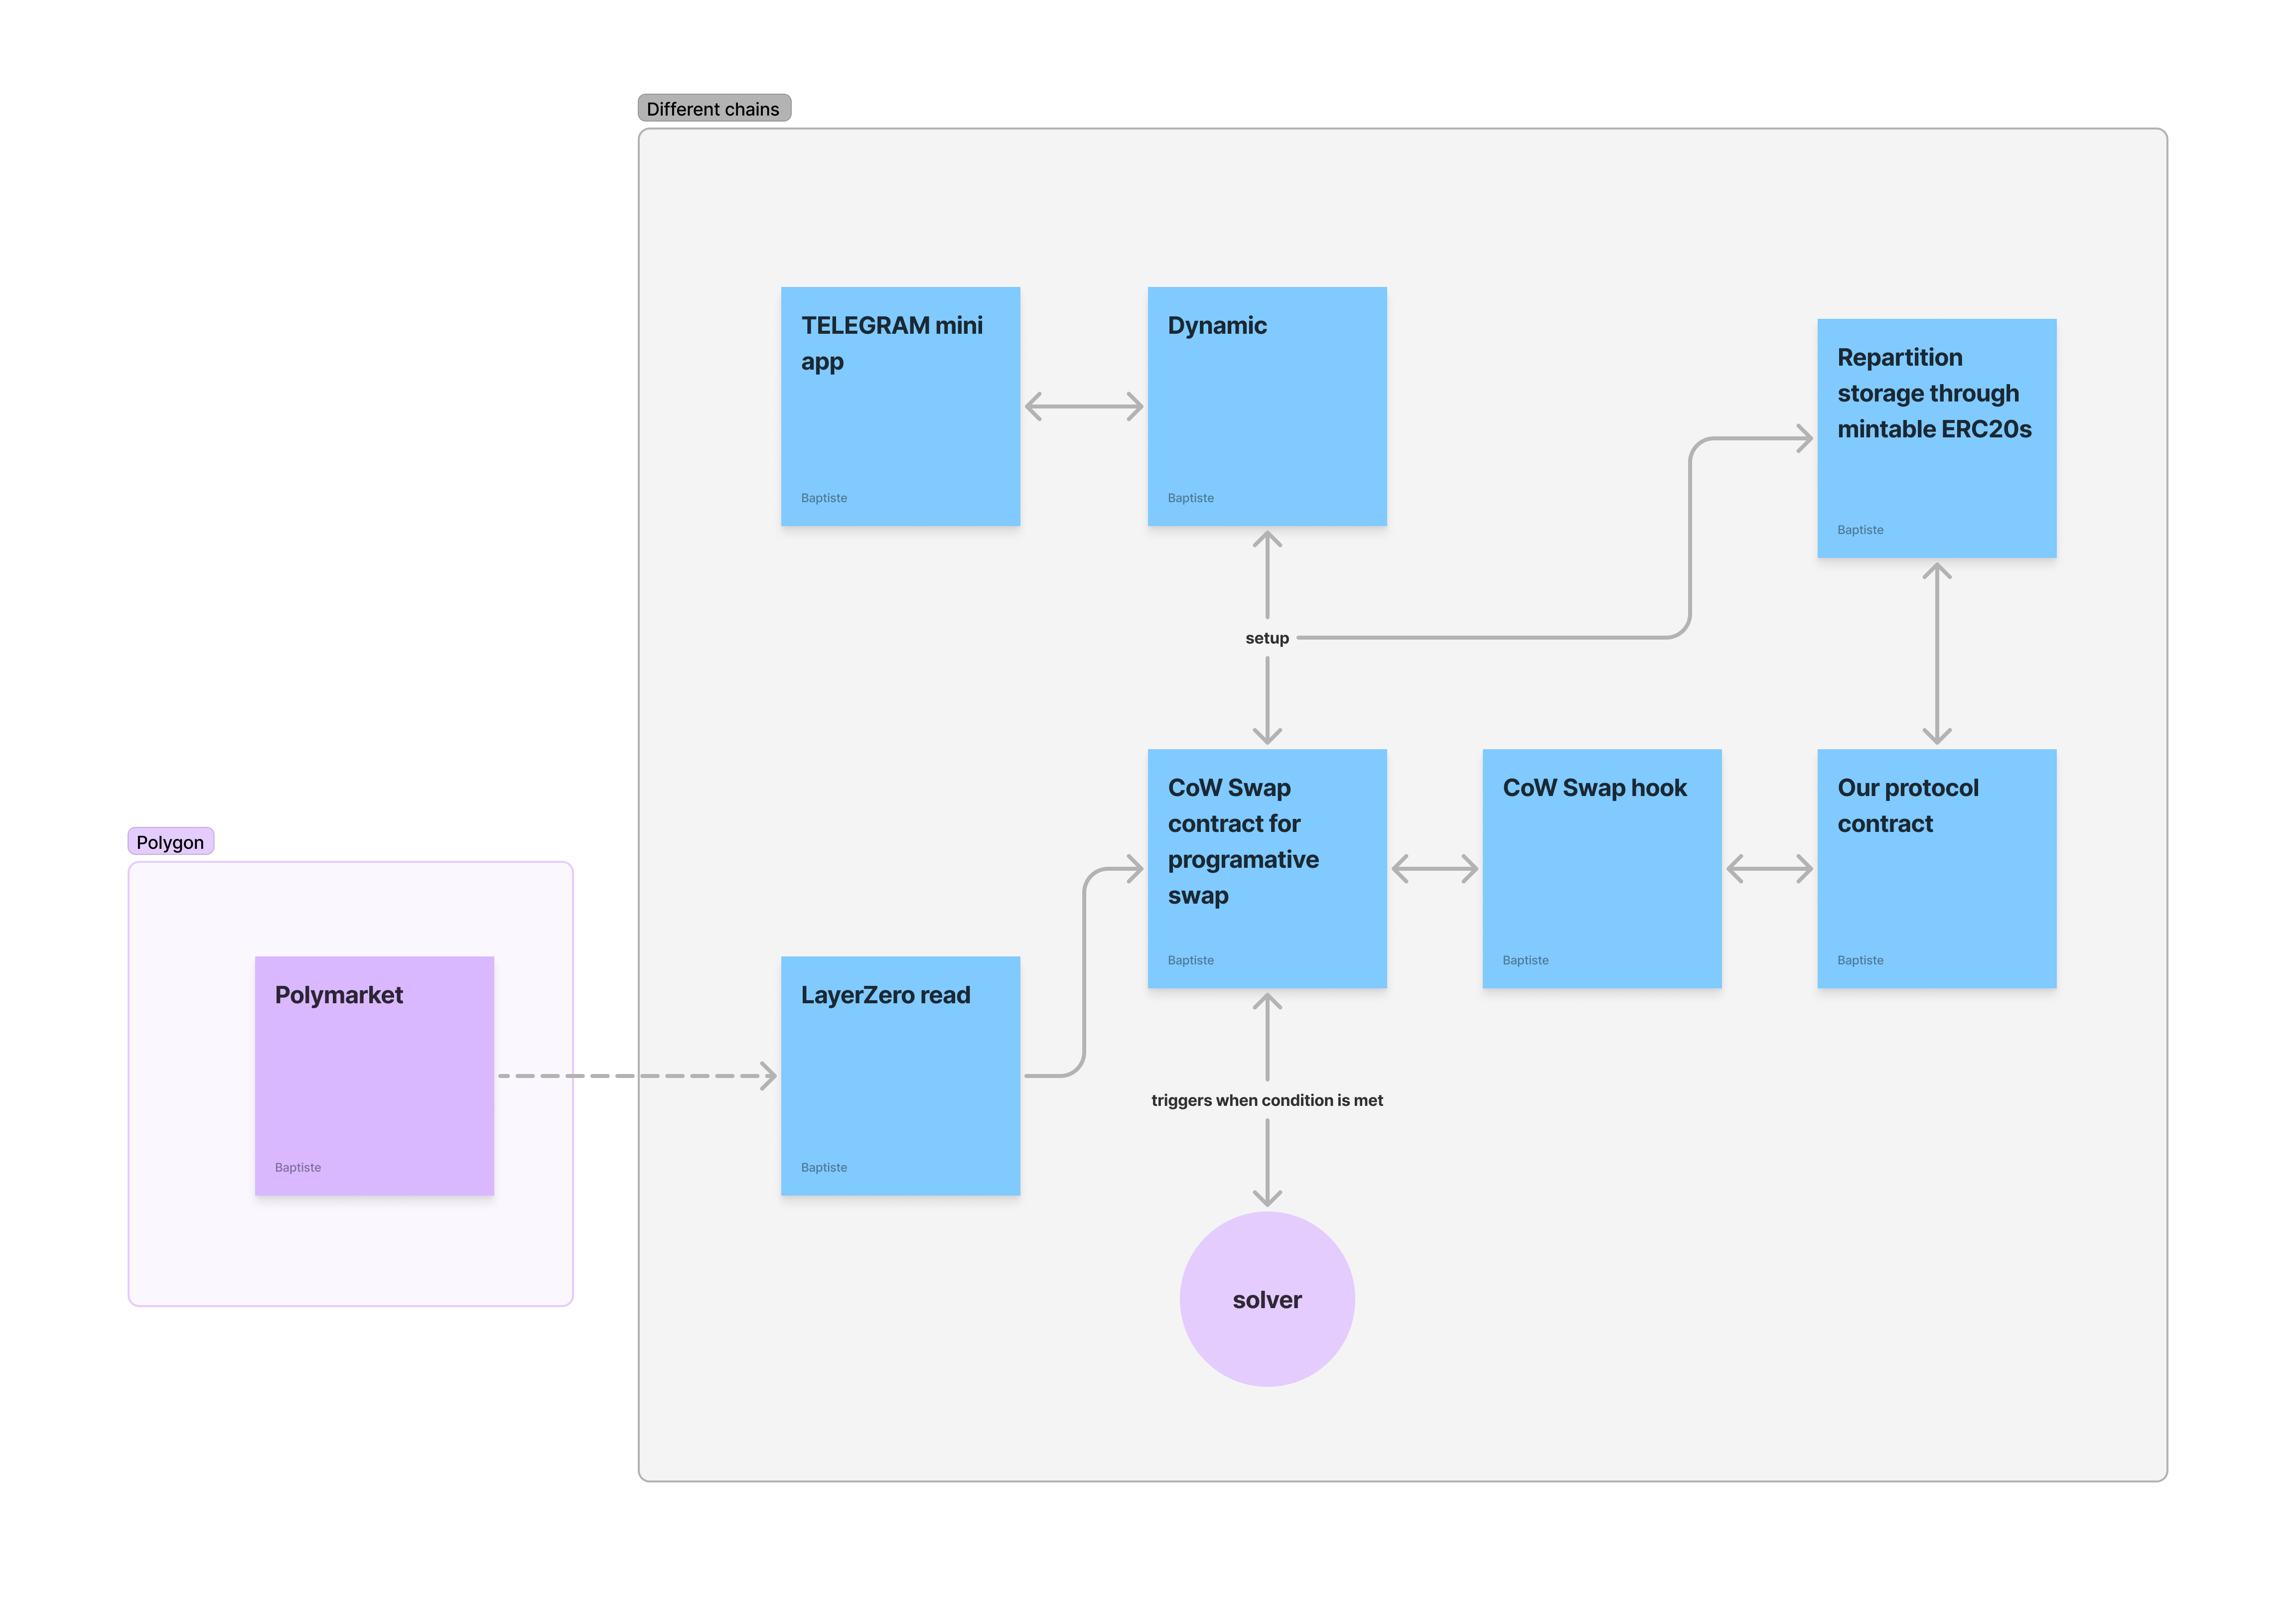 Different chains
TELEGRAM mini
app
Baptiste
Dynamic
Baptiste
Repartition
storage through
mintable ERC20s
Baptiste
setup
CoW Swap
contract for
programative
swap
Baptiste
CoW Swap hook
Baptiste
Our protocol
contract
Baptiste
Polygon
Polymarket
Baptiste
LayerZero read
Baptiste
triggers when condition is met
solver